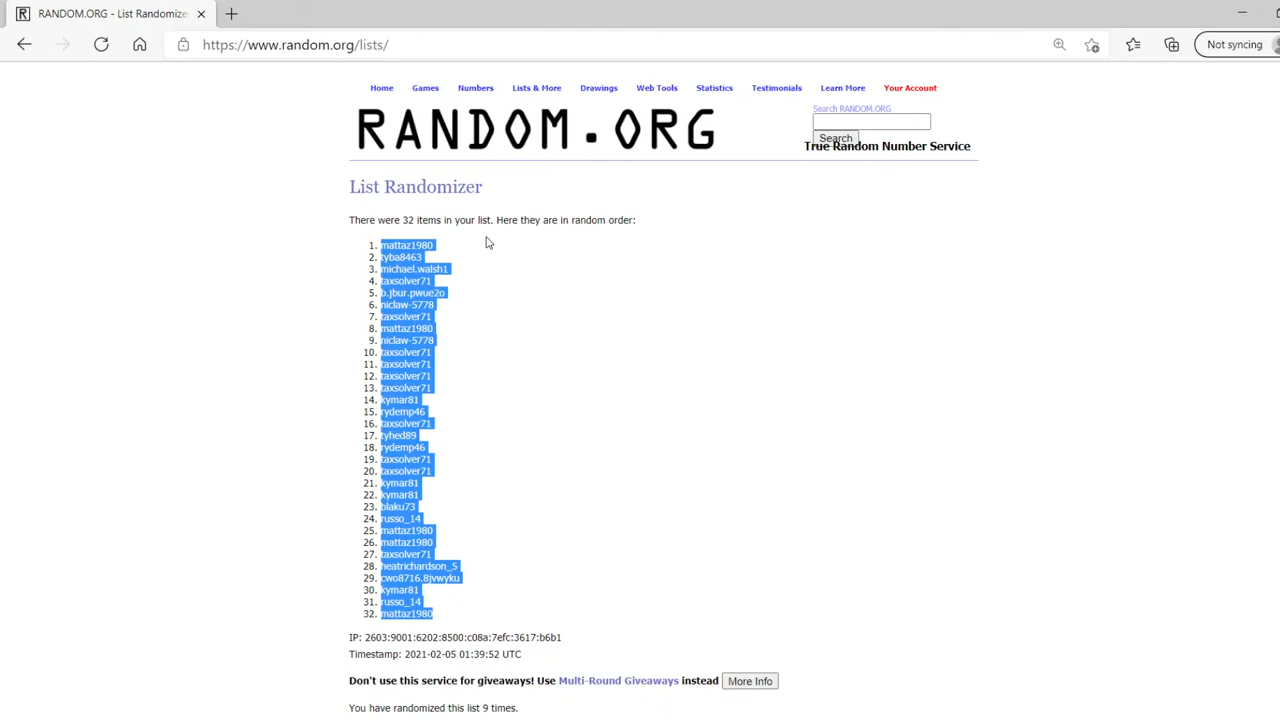 RANDOM.ORG - List Randomize
https://www.random.org/lists/
Not syncing
Home Games Numbers Lists & More Drawings Web Tools Statistics Testimonials Learn More Your Account
Search RANDOM.ORG
RANDOM.ORG
Search
True Random Number Service
List Randomizer
There were 32 items in your list. Here they are in random order:
1. mattaz1980
2. tyba8463
3. michael.walsh1
4. taxsolver71
5. b.jbur.pwue2o
6. niclaw-5778
7. taxsolver71
8. mattaz1980
9. niclaw-5778
10. taxsolver71
11. taxsolver71
12. taxsolver71
13. taxsolver71
14. kymar81
15. rydemp46
16. taxsolver71
17. tyhed89
18. rydemp46
19. taxsolver71
20. taxsolver71
21. kymar81
22. kymar81
23. blaku73
24. russo_14
25. mattaz1980
26. mattaz1980
27. taxsolver71
28. heatrichardson_5
29. cwo8716.8jvwyku
30. kymar81
31. russo_14
32. mattaz1980
IP: 2603:9001:6202:8500:c08a:7efc:3617:b6b1
Timestamp: 2021-02-05 01:39:52 UTC
Don't use this service for giveaways! Use Multi-Round Giveaways instead More Info
You have randomized this list 9 times.